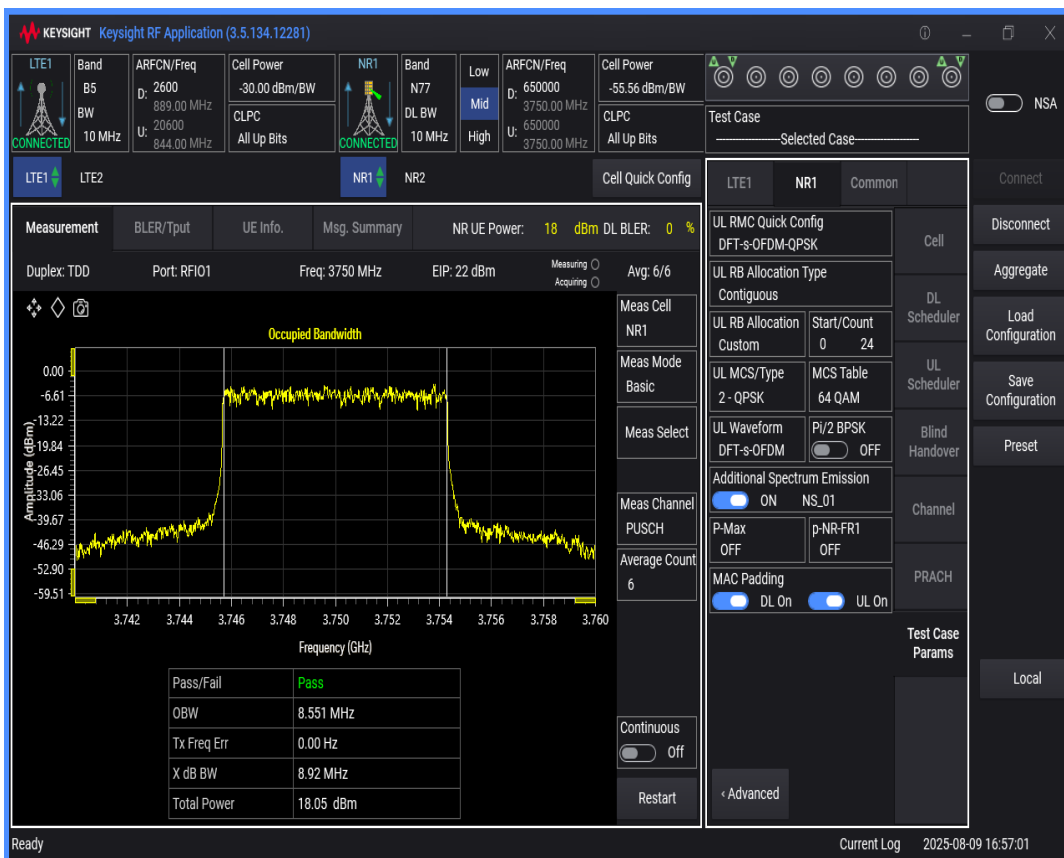 KEYSIGHT Keysight RF Application (3.5.134.12281)
LTE1
CONNECTED
Band
B5
BW
10 MHz
ARFCN/Freq
D: 2600
889.00 MHz
U: 20600
844.00 MHz
Cell Power
-30.00 dBm/BW
CLPC
All Up Bits
NR1
CONNECTED
Band
N77
DL BW
10 MHz
Low
Mid
High
ARFCN/Freq
D: 650000
3750.00 MHz
U: 650000
3750.00 MHz
Cell Power
-55.56 dBm/BW
CLPC
All Up Bits
Test Case
---------------Selected Case---------------
NSA
LTE1 LTE2 NR1 NR2 Cell Quick Config
Measurement BLER/Tput UE Info. Msg. Summary NR UE Power: 18 dBm DL BLER: 0 %
Duplex: TDD Port: RFIO1 Freq: 3750 MHz EIP: 22 dBm Measuring Acquiring Avg: 6/6
Occupied Bandwidth
Amplitude (dBm)
0.00
-6.61
-13.22
-19.84
-26.45
-33.06
-39.67
-46.29
-52.90
-59.51
3.742 3.744 3.746 3.748 3.750 3.752 3.754 3.756 3.758 3.760
Frequency (GHz)
Pass/Fail Pass
OBW 8.551 MHz
Tx Freq Err 0.00 Hz
X dB BW 8.92 MHz
Total Power 18.05 dBm
Meas Cell
NR1
Meas Mode
Basic
Meas Select
Meas Channel
PUSCH
Average Count
6
Continuous
Off
Restart
LTE1 NR1 Common
UL RMC Quick Config
DFT-s-OFDM-QPSK
UL RB Allocation Type
Contiguous
UL RB Allocation
Custom
Start/Count
0 24
UL MCS/Type
2 - QPSK
MCS Table
64 QAM
UL Waveform
DFT-s-OFDM
Pi/2 BPSK
OFF
Additional Spectrum Emission
ON NS_01
P-Max
OFF
p-NR-FR1
OFF
MAC Padding
DL On UL On
‹ Advanced
Cell
DL
Scheduler
UL
Scheduler
Blind
Handover
Channel
PRACH
Test Case
Params
Connect
Disconnect
Aggregate
Load
Configuration
Save
Configuration
Preset
Local
Ready Current Log 2025-08-09 16:57:01